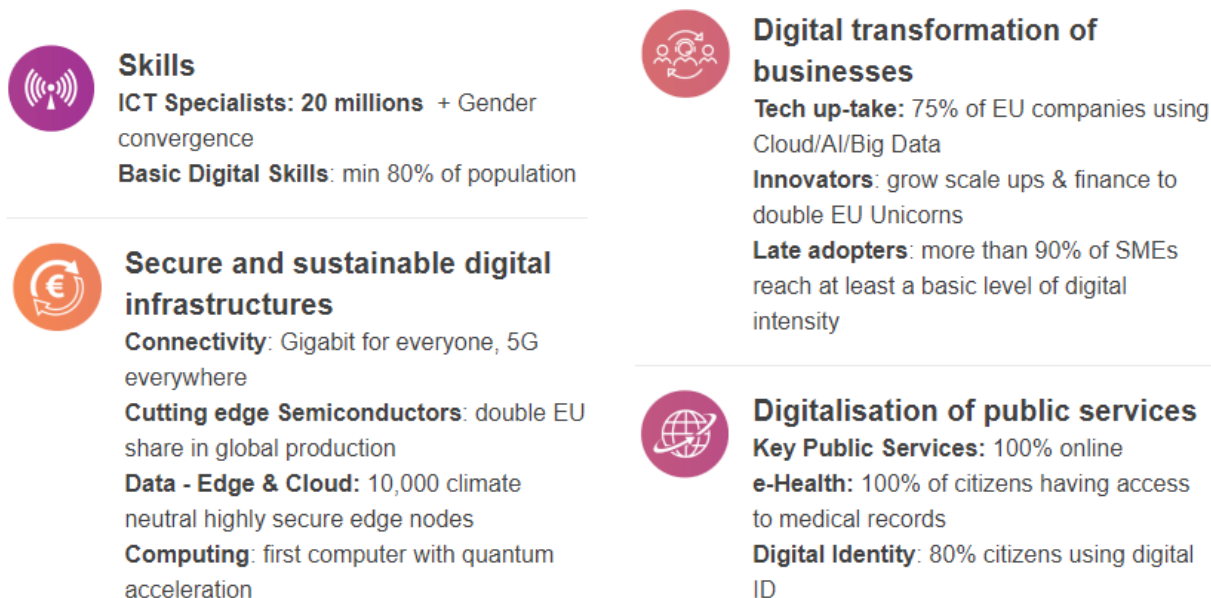 Skills
ICT Specialists: 20 millions + Gender
convergence
Basic Digital Skills: min 80% of population
Secure and sustainable digital
infrastructures
Connectivity: Gigabit for everyone, 5G
everywhere
Cutting edge Semiconductors: double EU
share in global production
Data - Edge & Cloud: 10,000 climate
neutral highly secure edge nodes
Computing: first computer with quantum
acceleration
Digital transformation of
businesses
Tech up-take: 75% of EU companies using
Cloud/AI/Big Data
Innovators: grow scale ups & finance to
double EU Unicorns
Late adopters: more than 90% of SMEs
reach at least a basic level of digital
intensity
Digitalisation of public services
Key Public Services: 100% online
e-Health: 100% of citizens having access
to medical records
Digital Identity: 80% citizens using digital
ID